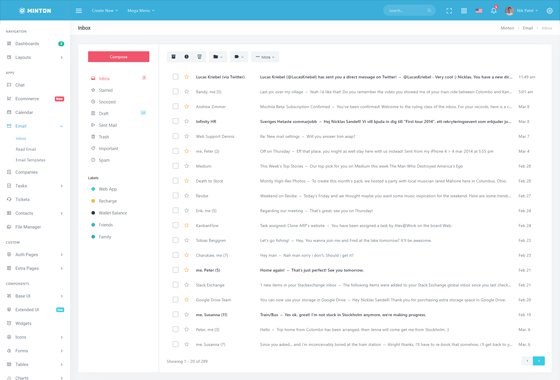 MINTON
Create New
Mega Menu
Search...
Nik Patel
Inbox
Minton
Email
Inbox
NAVIGATION
Dashboards
Layouts
APPS
Chat
Ecommerce
Calendar
Email
Inbox
Read Email
Email Templates
Companies
Tasks
Tickets
Contacts
File Manager
CUSTOM
Auth Pages
Extra Pages
COMPONENTS
Base UI
Extended UI
Widgets
Icons
Forms
Tables
Charts
Compose
Inbox
Starred
Snoozed
Draft
Sent Mail
Trash
Important
Spam
Labels
Web App
Recharge
Wallet Balance
Friends
Family
More
Lucas Kriebel (via Twitter) Lucas Kriebel (@LucasKriebel) has sent you a direct message on Twitter! – @LucasKriebel - Very cool :) Nicklas, You have a new dir... 11:49 am
Randy, me (5) Last pic over my village – Yeah i'd like that! Do you remember the video you showed me of your train ride between Colombo and Kan... 5:01 am
Andrew Zimmer Mochila Beta: Subscription Confirmed – You've been confirmed! Welcome to the ruling class of the inbox. For your records, here is a c... Mar 8
Infinity HR Sveriges Hetaste sommarjobb – Hey Nicklas Sandell! Vi vill bjuda in dig till "First tour 2014", ett rekryteringsevent som erbjuder jo... Mar 8
Web Support Dennis Re: New mail settings – Will you answer him asap? Mar 7
me, Peter (2) Off on Thursday – Eff that place, you might as well stay here with us instead! Sent from my iPhone 4 > 4 mar 2014 at 5:55 pm Mar 4
Medium This Week's Top Stories – Our top pick for you on Medium this week The Man Who Destroyed America's Ego Feb 28
Death to Stock Montly High-Res Photos – To create this month's pack, we hosted a party with local musician Jared Mahone here in Columbus, Ohio. Feb 28
Revibe Weekend on Revibe – Today's Friday and we thought maybe you want some music inspiration for the weekend. Here are some trendin... Feb 27
Erik, me (5) Regarding our meeting – That's great, see you on Thursday! Feb 24
KanbanFlow Task assigned: Clone ARP's website – You have been assigned a task by Alex@Work on the board Web. Feb 24
Tobias Berggren Let's go fishing! – Hey, You wanna join me and Fred at the lake tomorrow? It'll be awesome. Feb 23
Charukaw, me (7) Hey man – Nah man sorry i don't. Should i get it? Feb 23
me, Peter (5) Home again! – That's just perfect! See you tomorrow. Feb 21
Stack Exchange 1 new items in your Stackexchange inbox – The following items were added to your Stack Exchange global inbox since you last check... Feb 21
Google Drive Team You can now use your storage in Google Drive – Hey Nicklas Sandell! Thank you for purchasing extra storage space in Google Drive. Feb 20
me, Susanna (11) Train/Bus – Yes ok, great! I'm not stuck in Stockholm anymore, we're making progress. Feb 19
Peter, me (3) Hello – Trip home from Colombo has been arranged, then Jenna will come get me from Stockholm. :) Mar. 6
me, Susanna (7) Since you asked... and i'm inconceivably bored at the train station – Alright thanks. I'll have to re-book that somehow, i'll get back to y... Mar. 6
Showing 1 - 20 of 289